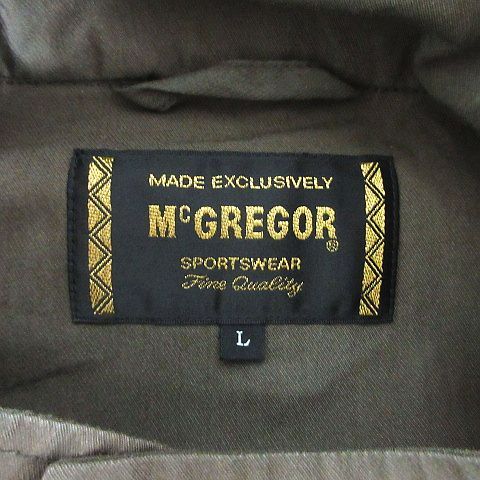 MADE EXCLUSIVELY
McGREGOR®
SPORTSWEAR
Fine Quality
L